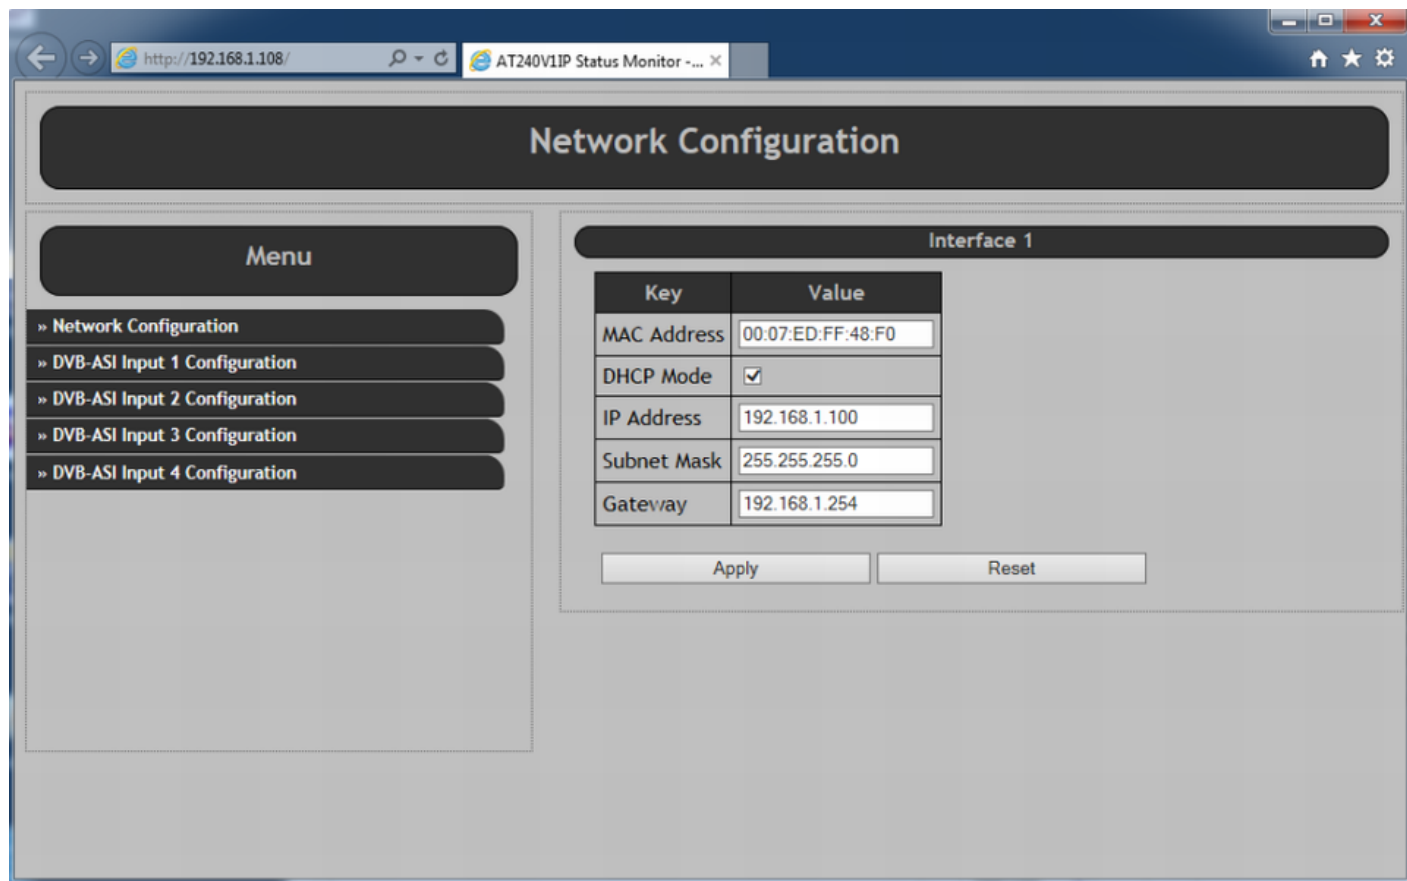 http://192.168.1.108/
AT240V1IP Status Monitor -...
Network Configuration
Menu
» Network Configuration
» DVB-ASI Input 1 Configuration
» DVB-ASI Input 2 Configuration
» DVB-ASI Input 3 Configuration
» DVB-ASI Input 4 Configuration
Interface 1
Key Value
MAC Address 00:07:ED:FF:48:F0
DHCP Mode
IP Address 192.168.1.100
Subnet Mask 255.255.255.0
Gateway 192.168.1.254
Apply Reset